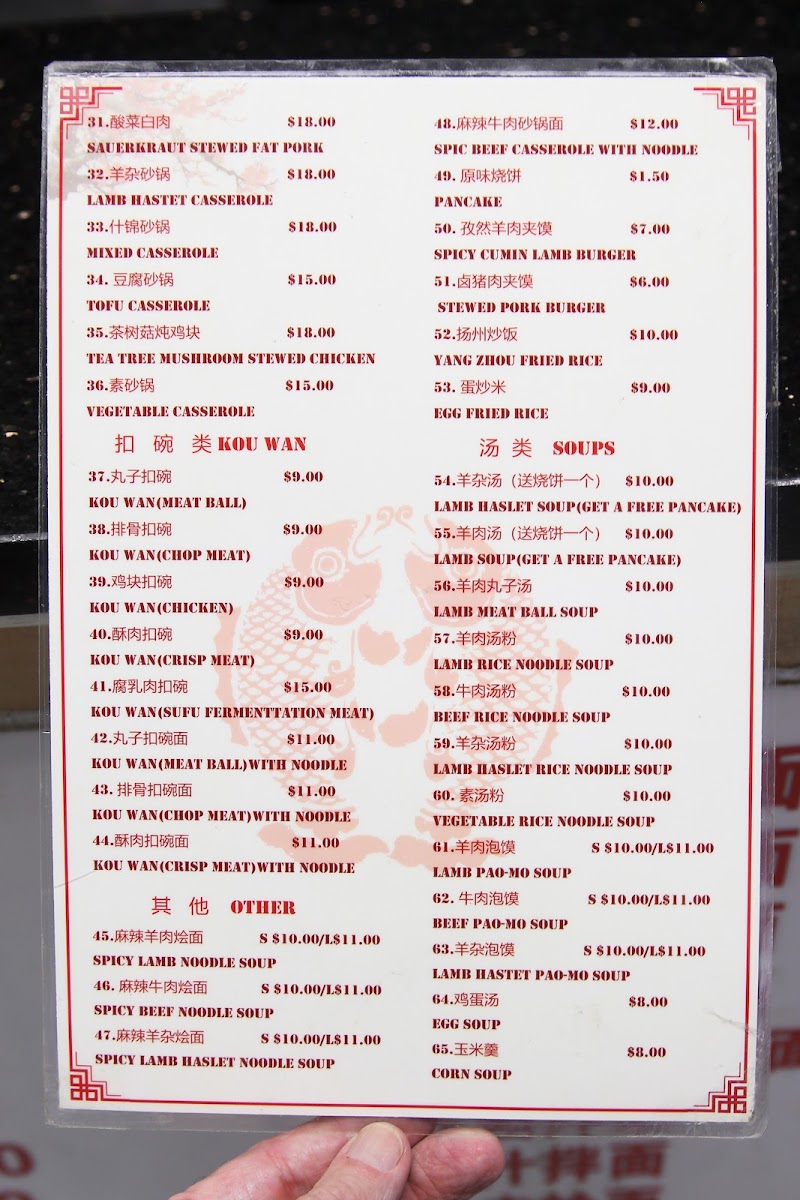 31.酸菜白肉 $18.00
SAUERKRAUT STEWED FAT PORK
32.羊杂砂锅 $18.00
LAMB HASTET CASSEROLE
33.什锦砂锅 $18.00
MIXED CASSEROLE
34. 豆腐砂锅 $15.00
TOFU CASSEROLE
35.茶树菇炖鸡块 $18.00
TEA TREE MUSHROOM STEWED CHICKEN
36.素砂锅 $15.00
VEGETABLE CASSEROLE
扣 碗 类 KOU WAN
37.丸子扣碗 $9.00
KOU WAN(MEAT BALL)
38.排骨扣碗 $9.00
KOU WAN(CHOP MEAT)
39.鸡块扣碗 $9.00
KOU WAN(CHICKEN)
40.酥肉扣碗 $9.00
KOU WAN(CRISP MEAT)
41.腐乳肉扣碗 $15.00
KOU WAN(SUFU FERMENTTATION MEAT)
42.丸子扣碗面 $11.00
KOU WAN(MEAT BALL)WITH NOODLE
43. 排骨扣碗面 $11.00
KOU WAN(CHOP MEAT)WITH NOODLE
44.酥肉扣碗面 $11.00
KOU WAN(CRISP MEAT)WITH NOODLE
其 他 OTHER
45.麻辣羊肉烩面 S $10.00/L$11.00
SPICY LAMB NOODLE SOUP
46. 麻辣牛肉烩面 S $10.00/L$11.00
SPICY BEEF NOODLE SOUP
47.麻辣羊杂烩面 S $10.00/L$11.00
SPICY LAMB HASLET NOODLE SOUP
48.麻辣牛肉砂锅面 $12.00
SPIC BEEF CASSEROLE WITH NOODLE
49. 原味烧饼 $1.50
PANCAKE
50. 孜然羊肉夹馍 $7.00
SPICY CUMIN LAMB BURGER
51.卤猪肉夹馍 $6.00
STEWED PORK BURGER
52.扬州炒饭 $10.00
YANG ZHOU FRIED RICE
53. 蛋炒米 $9.00
EGG FRIED RICE
汤 类 SOUPS
54.羊杂汤（送烧饼一个） $10.00
LAMB HASLET SOUP(GET A FREE PANCAKE)
55.羊肉汤（送烧饼一个） $10.00
LAMB SOUP(GET A FREE PANCAKE)
56.羊肉丸子汤 $10.00
LAMB MEAT BALL SOUP
57.羊肉汤粉 $10.00
LAMB RICE NOODLE SOUP
58.牛肉汤粉 $10.00
BEEF RICE NOODLE SOUP
59.羊杂汤粉 $10.00
LAMB HASLET RICE NOODLE SOUP
60. 素汤粉 $10.00
VEGETABLE RICE NOODLE SOUP
61.羊肉泡馍 S $10.00/L$11.00
LAMB PAO-MO SOUP
62. 牛肉泡馍 S $10.00/L$11.00
BEEF PAO-MO SOUP
63.羊杂泡馍 S $10.00/L$11.00
LAMB HASTET PAO-MO SOUP
64.鸡蛋汤 $8.00
EGG SOUP
65.玉米羹 $8.00
CORN SOUP
拌面